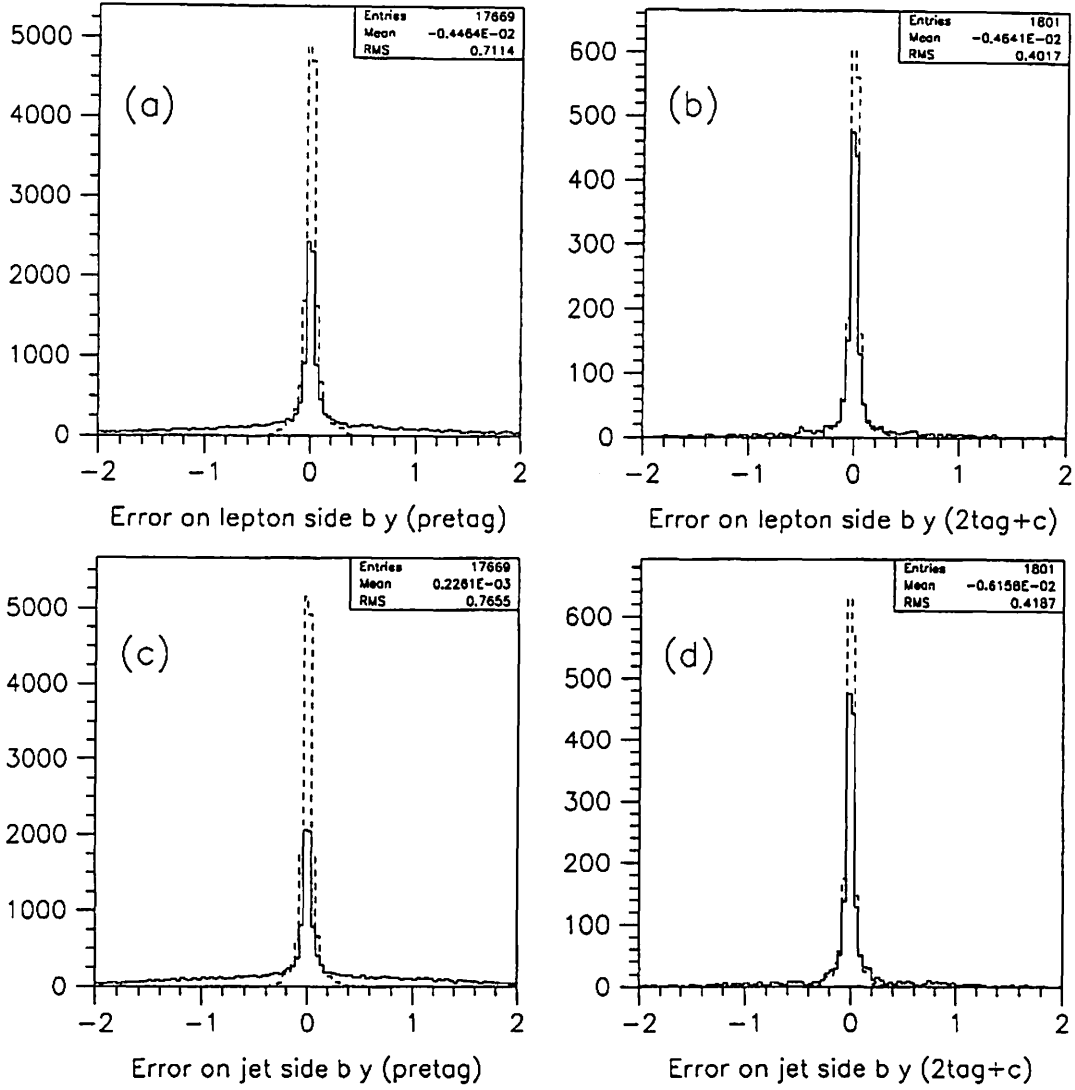 Entries 17669
Mean -0.4464E-02
RMS 0.7114
(a)
5000
4000
3000
2000
1000
0
-2 -1 0 1 2
Error on lepton side b y (pretag)
Entries 1801
Mean -0.4641E-02
RMS 0.4017
(b)
600
500
400
300
200
100
0
-2 -1 0 1 2
Error on lepton side b y (2tag+c)
Entries 17669
Mean 0.2261E-03
RMS 0.7655
(c)
5000
4000
3000
2000
1000
0
-2 -1 0 1 2
Error on jet side b y (pretag)
Entries 1801
Mean -0.6158E-02
RMS 0.4187
(d)
600
500
400
300
200
100
0
-2 -1 0 1 2
Error on jet side b y (2tag+c)